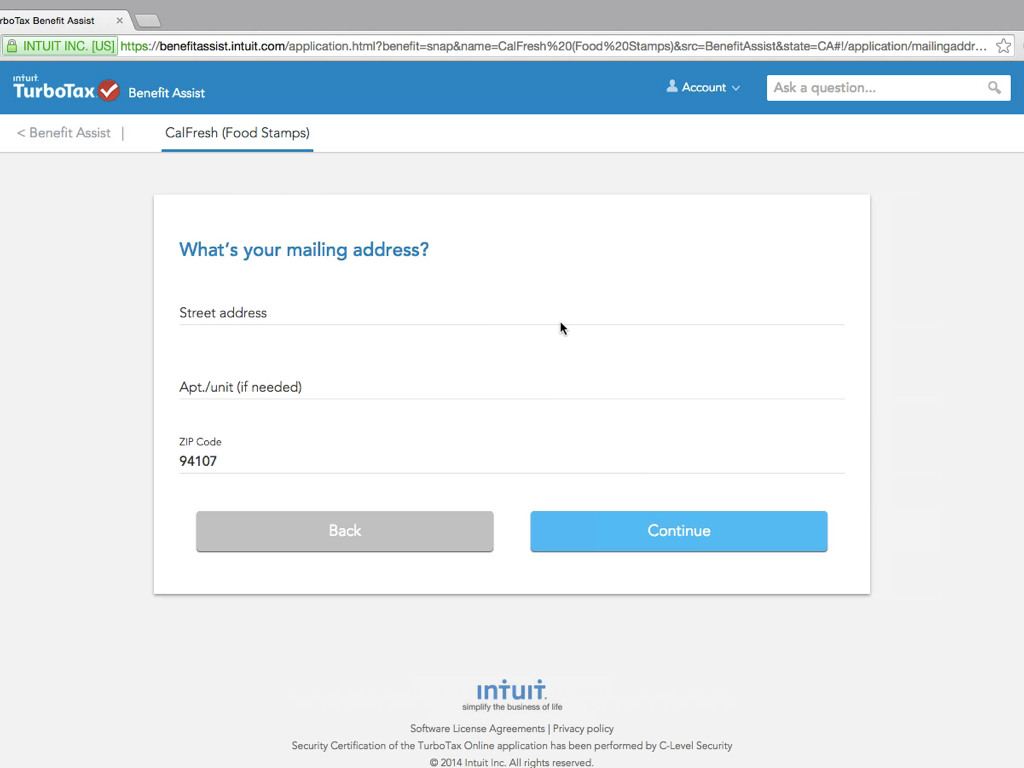 rboTax Benefit Assist
INTUIT INC. [US] https://benefitassist.intuit.com/application.html?benefit=snap&name=CalFresh%20(Food%20Stamps)&src=BenefitAssist&state=CA#!/application/mailingaddr...
intuit.
TurboTax Benefit Assist
Account
Ask a question...
< Benefit Assist |
CalFresh (Food Stamps)
What's your mailing address?
Street address
Apt./unit (if needed)
ZIP Code
94107
Back
Continue
intuit.
simplify the business of life
Software License Agreements | Privacy policy
Security Certification of the TurboTax Online application has been performed by C-Level Security
© 2014 Intuit Inc. All rights reserved.